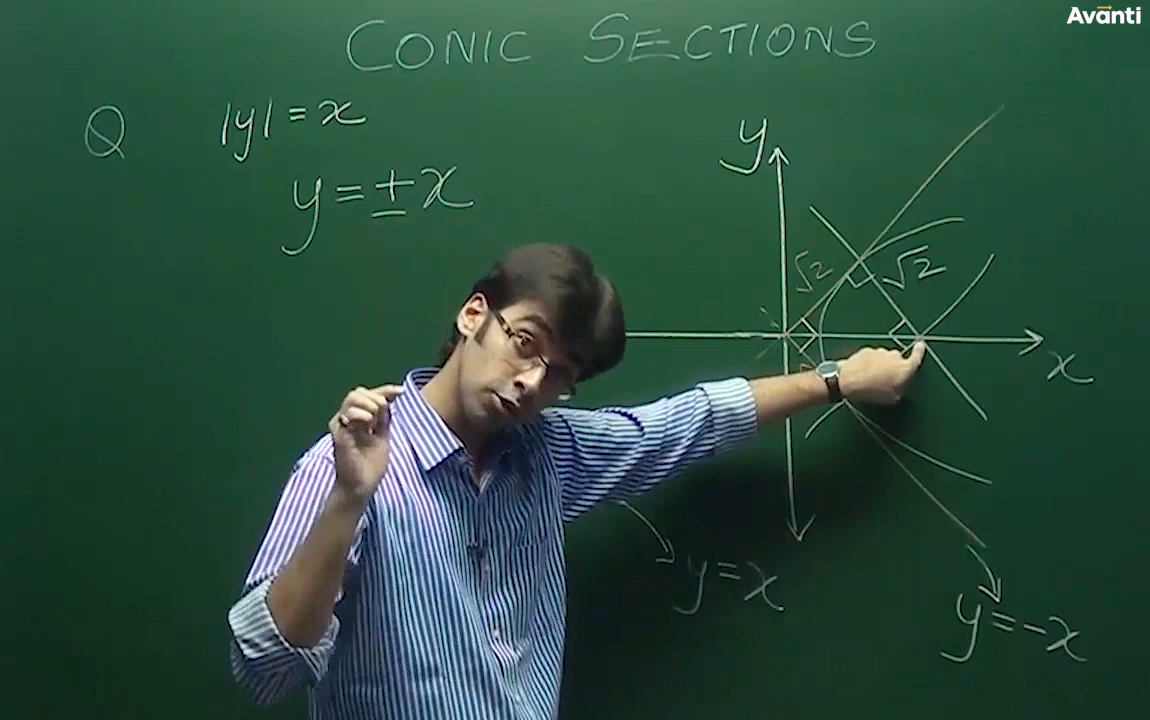 Avanti
CONIC SECTIONS
Q |y| = x
y = ± x
y
√2 √2
x
y = x
y = -x